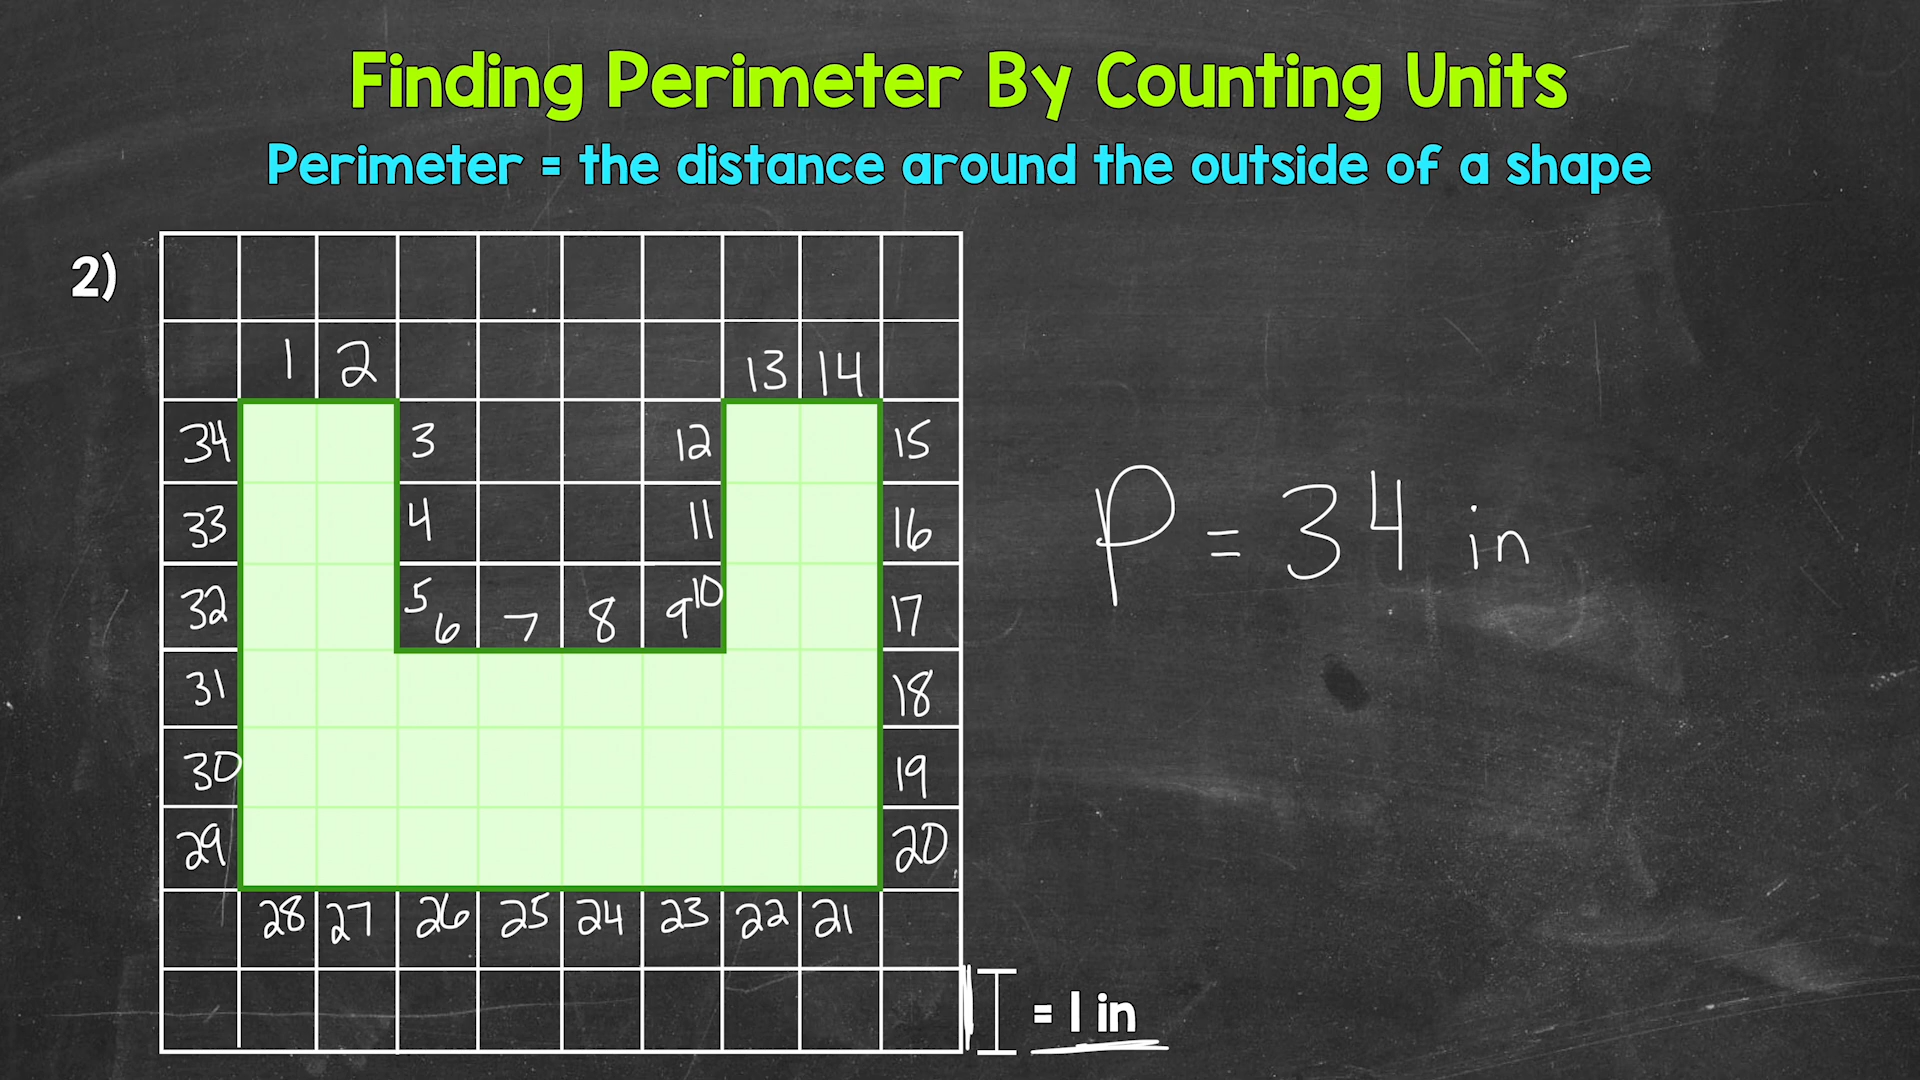 Finding Perimeter By Counting Units
Perimeter = the distance around the outside of a shape
2)
1 2 13 14
34 3 12 15
33 4 11 16
32 5 6 7 8 9 10 17
31 18
30 19
29 20
28 27 26 25 24 23 22 21
P = 34 in
= 1 in